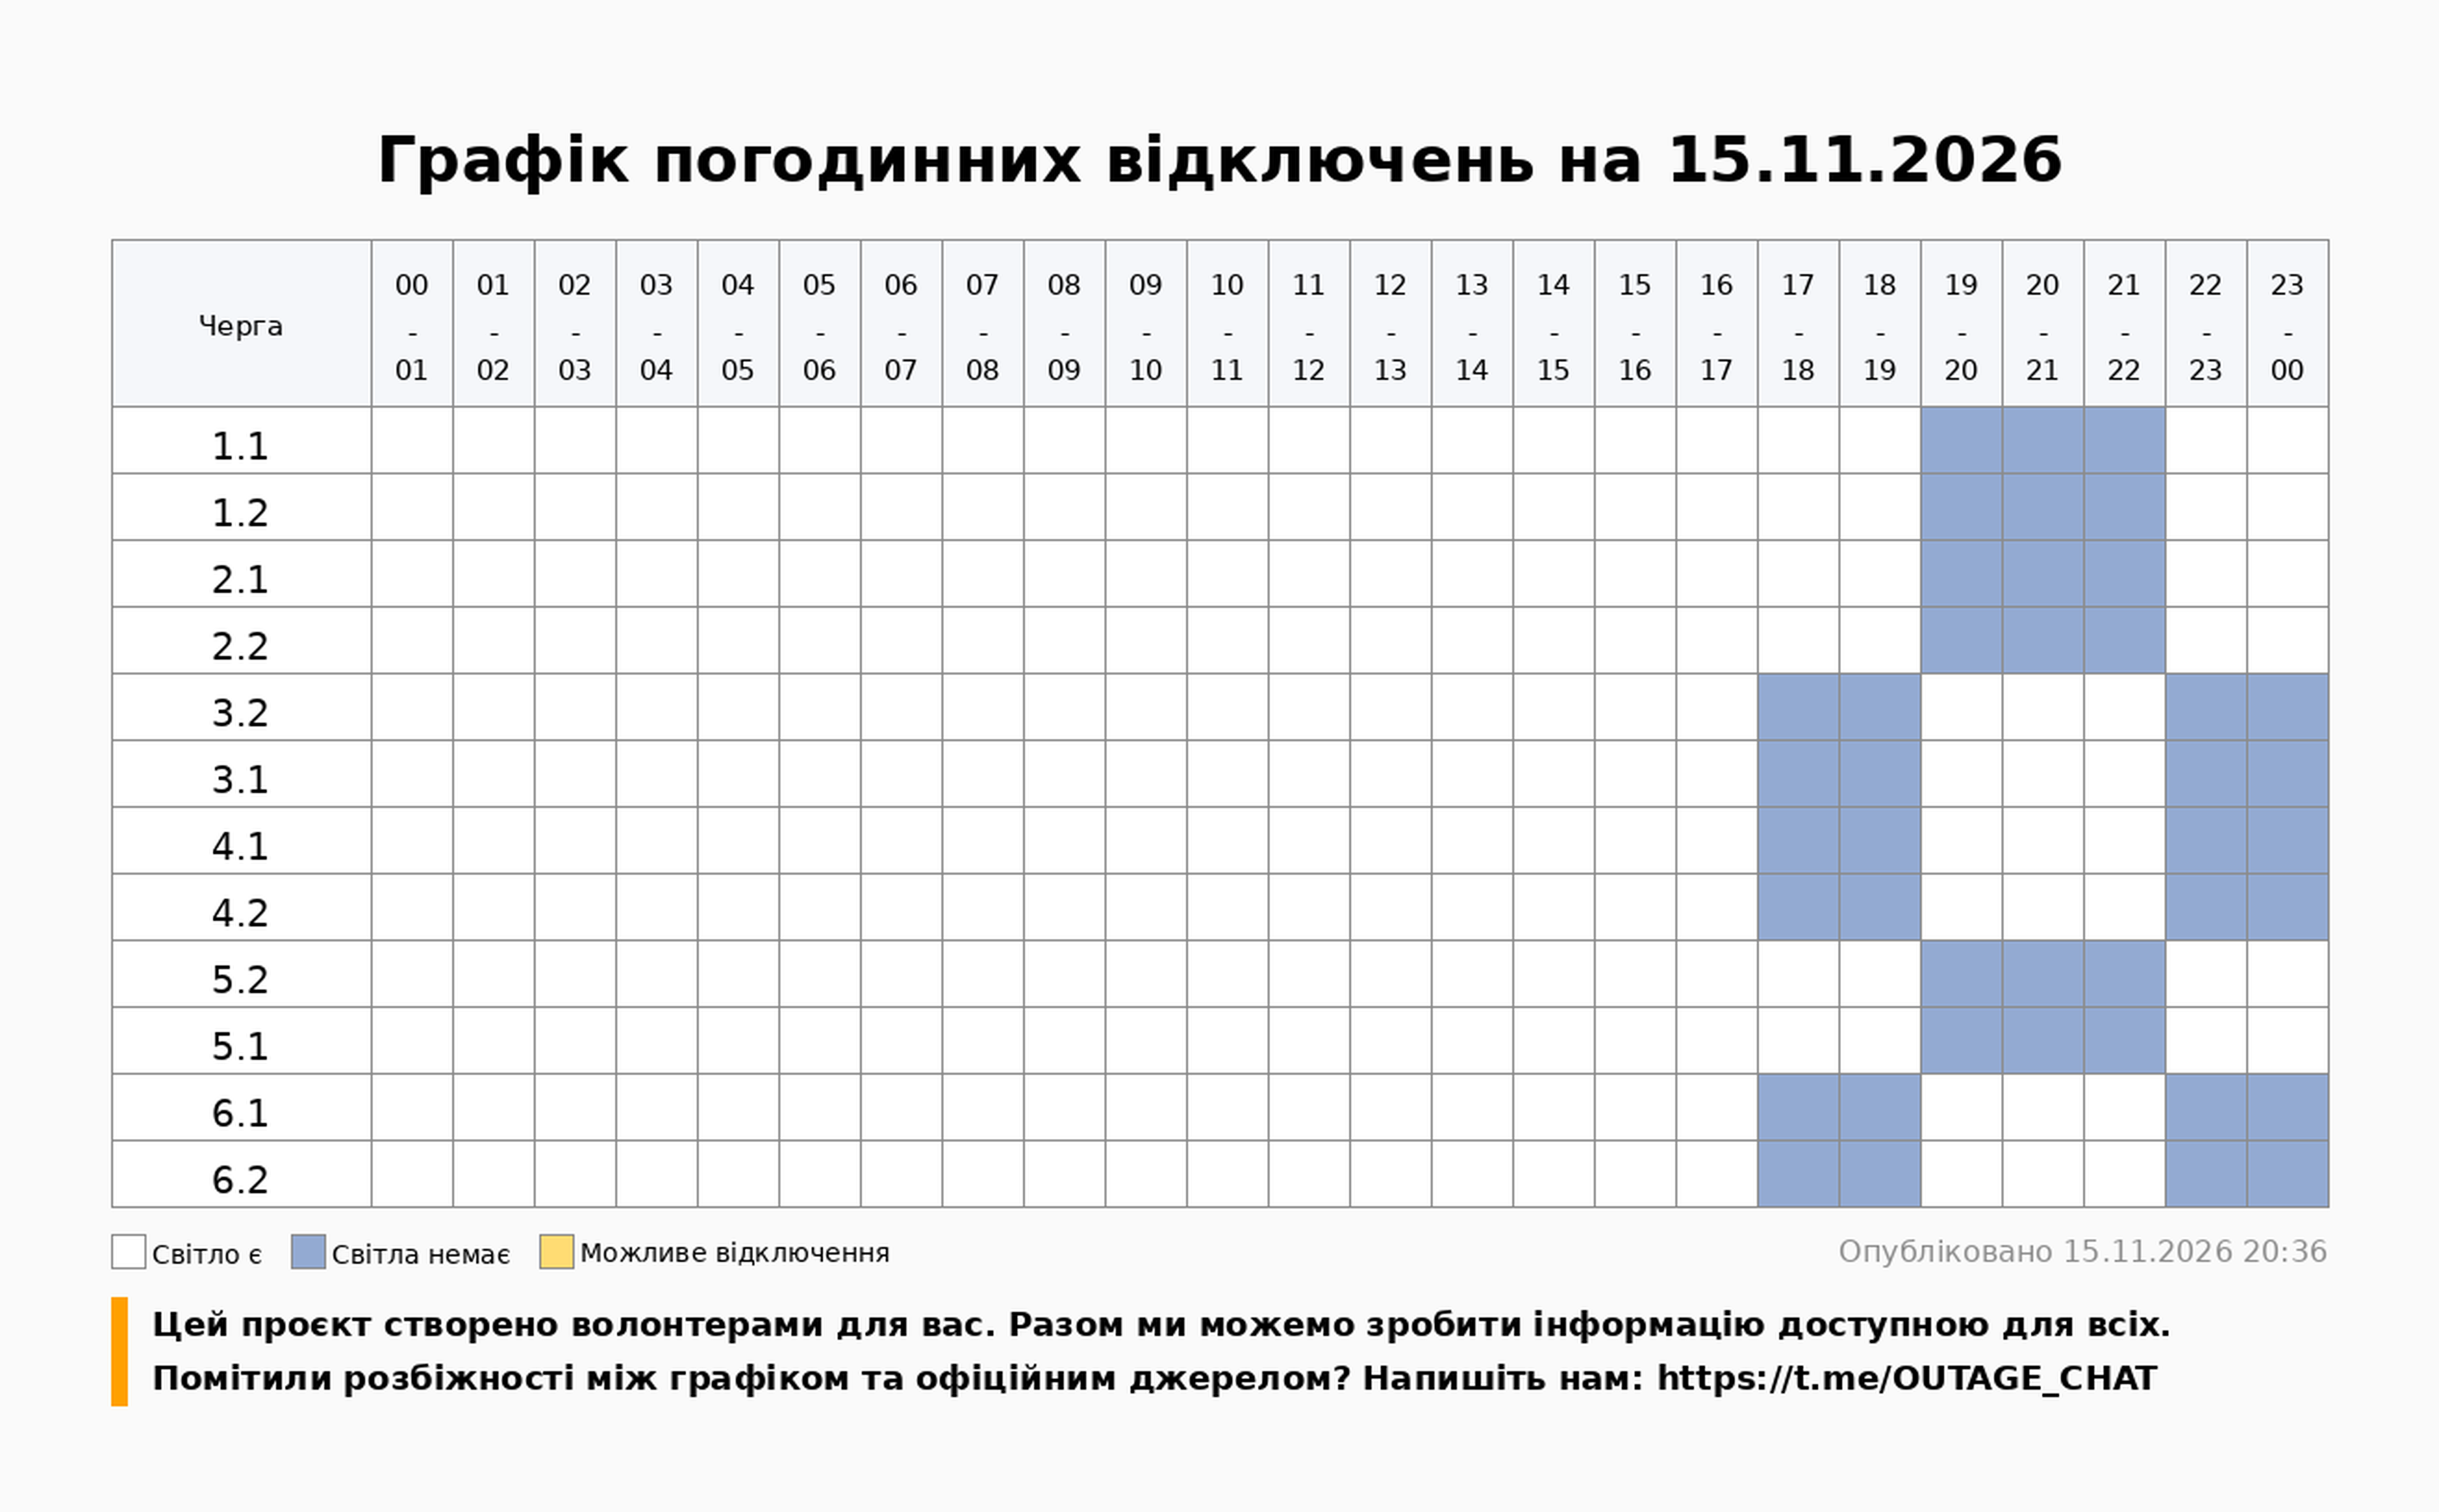 Графік погодинних відключень на 15.11.2026
Черга 00 - 01 01 - 02 02 - 03 03 - 04 04 - 05 05 - 06 06 - 07 07 - 08 08 - 09 09 - 10 10 - 11 11 - 12 12 - 13 13 - 14 14 - 15 15 - 16 16 - 17 17 - 18 18 - 19 19 - 20 20 - 21 21 - 22 22 - 23 23 - 00
1.1
1.2
2.1
2.2
3.2
3.1
4.1
4.2
5.2
5.1
6.1
6.2
Світло є Світла немає Можливе відключення Опубліковано 15.11.2026 20:36
Цей проєкт створено волонтерами для вас. Разом ми можемо зробити інформацію доступною для всіх.
Помітили розбіжності між графіком та офіційним джерелом? Напишіть нам: https://t.me/OUTAGE_CHAT